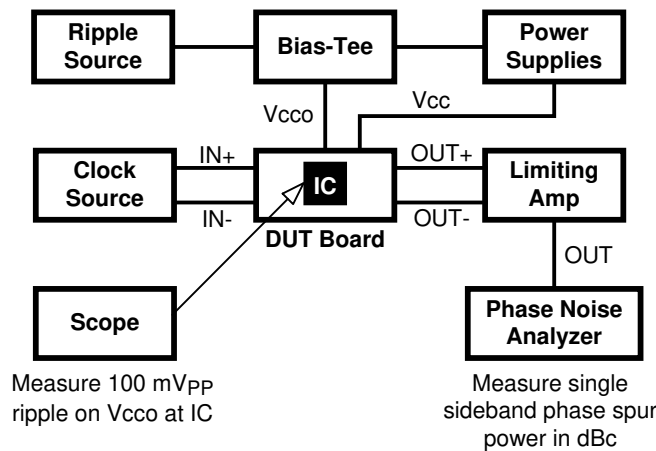 Ripple
Source
Bias-Tee
Power
Supplies
Vcco
Vcc
Clock
Source
IN+
IN-
IC
DUT Board
OUT+
OUT-
Limiting
Amp
OUT
Scope
Phase Noise
Analyzer
Measure 100 mVPP
ripple on Vcco at IC
Measure single
sideband phase spur
power in dBc